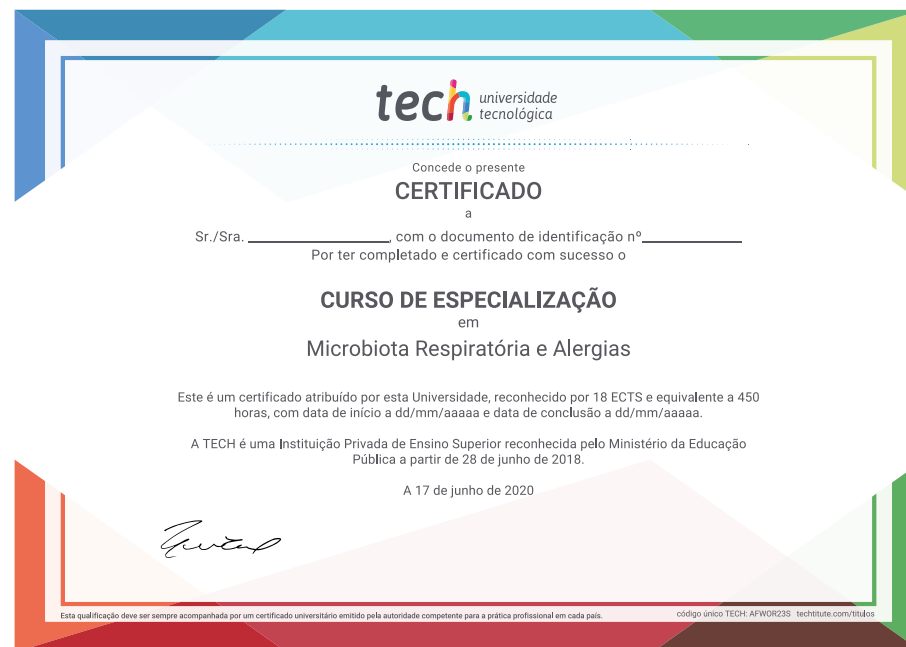 tech universidade
tecnológica
Concede o presente
CERTIFICADO
a
Sr./Sra. , com o documento de identificação nº
Por ter completado e certificado com sucesso o
CURSO DE ESPECIALIZAÇÃO
em
Microbiota Respiratória e Alergias
Este é um certificado atribuído por esta Universidade, reconhecido por 18 ECTS e equivalente a 450
horas, com data de início a dd/mm/aaaaa e data de conclusão a dd/mm/aaaaa.
A TECH é uma Instituição Privada de Ensino Superior reconhecida pelo Ministério da Educação
Pública a partir de 28 de junho de 2018.
A 17 de junho de 2020
Esta qualificação deve ser sempre acompanhada por um certificado universitário emitido pela autoridade competente para a prática profissional em cada país.
código único TECH: AFWOR23S techtitute.com/titulos